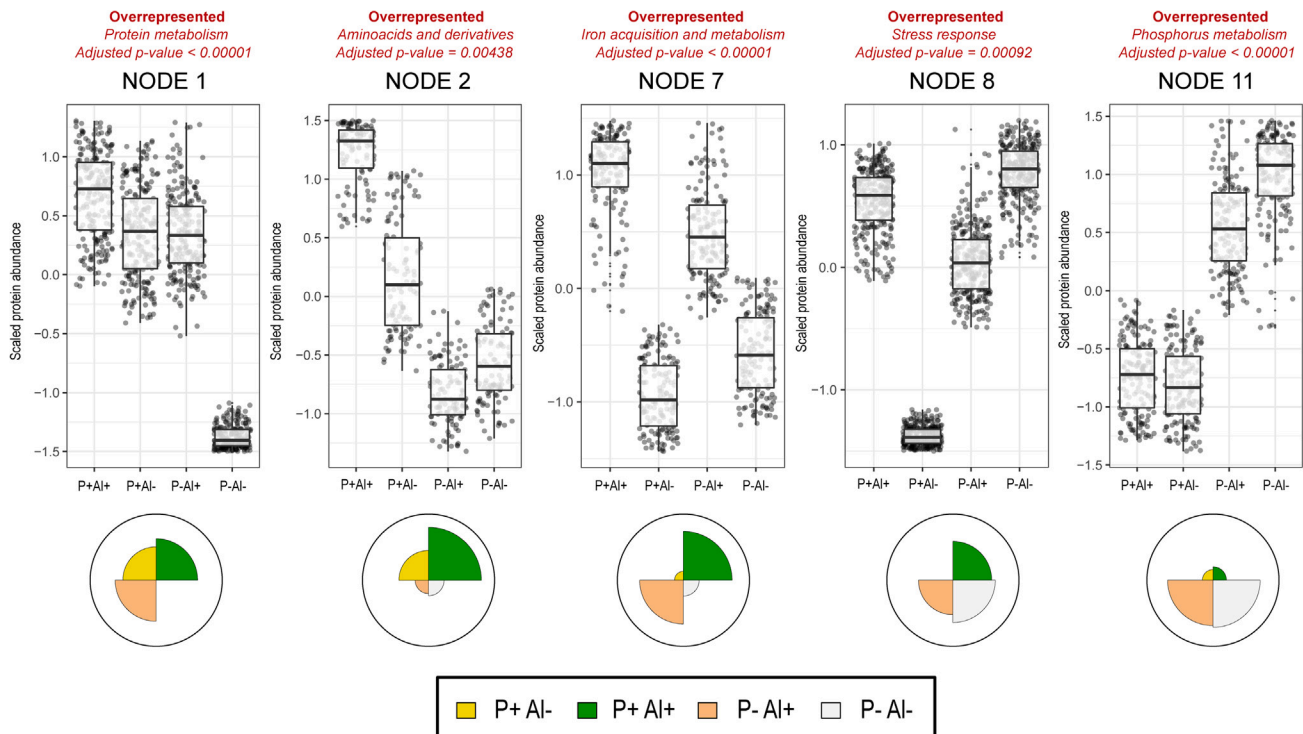 Overrepresented
Protein metabolism
Adjusted p-value < 0.00001
NODE 1
Scaled protein abundance
1.0
0.5
0.0
−0.5
−1.0
−1.5
P+Al+ P+Al- P-Al+ P-Al-
Overrepresented
Aminoacids and derivatives
Adjusted p-value = 0.00438
NODE 2
Scaled protein abundance
1.5
1.0
0.5
0.0
−0.5
−1.0
P+Al+ P+Al- P-Al+ P-Al-
Overrepresented
Iron acquisition and metabolism
Adjusted p-value < 0.00001
NODE 7
Scaled protein abundance
1.0
0.0
−1.0
P+Al+ P+Al- P-Al+ P-Al-
Overrepresented
Stress response
Adjusted p-value = 0.00092
NODE 8
Scaled protein abundance
1.0
0.0
−1.0
P+Al+ P+Al- P-Al+ P-Al-
Overrepresented
Phosphorus metabolism
Adjusted p-value < 0.00001
NODE 11
Scaled protein abundance
1.5
1.0
0.5
0.0
−0.5
−1.0
−1.5
P+Al+ P+Al- P-Al+ P-Al-
P+ Al- P+ Al+ P- Al+ P- Al-